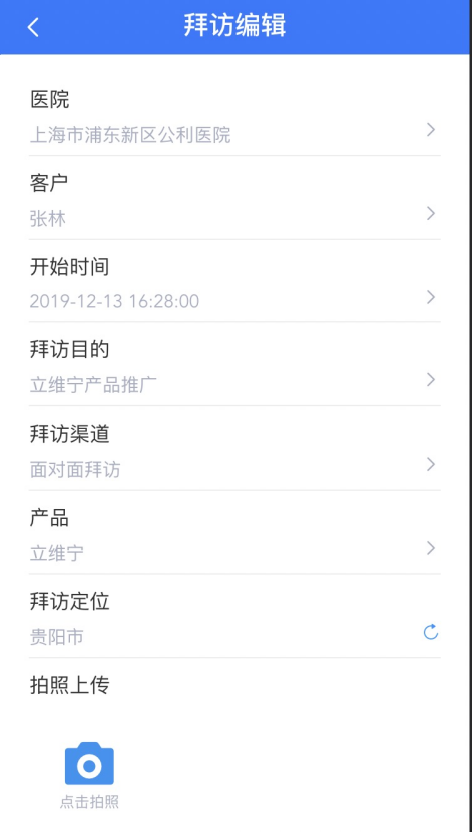 拜访编辑
医院
上海市浦东新区公利医院
客户
张林
开始时间
2019-12-13 16:28:00
拜访目的
立维宁产品推广
拜访渠道
面对面拜访
产品
立维宁
拜访定位
贵阳市
拍照上传
点击拍照